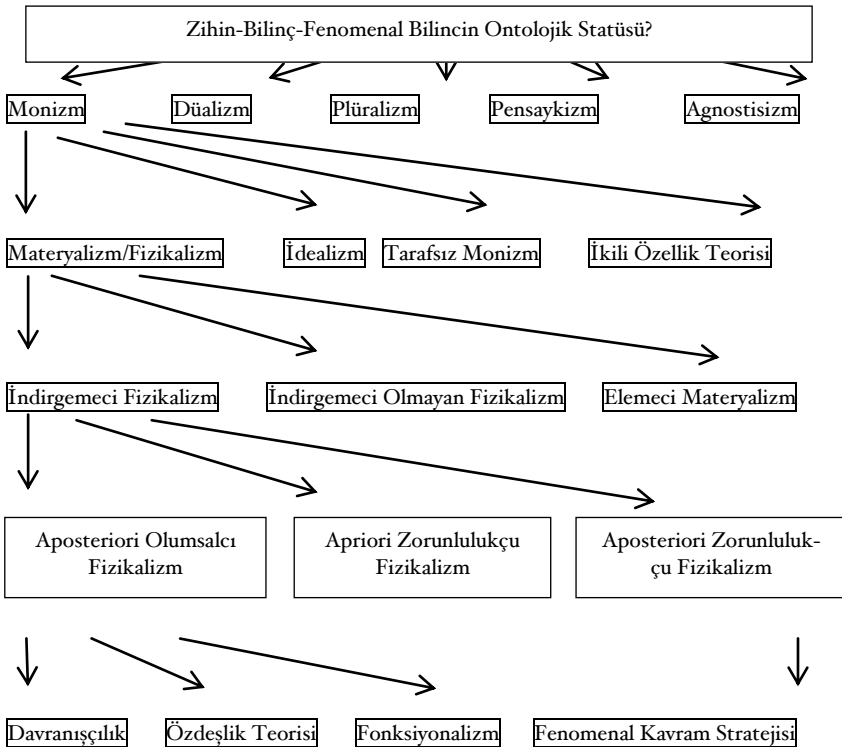 Zihin-Bilinç-Fenomenal Bilincin Ontolojik Statüsü?
Monizm Düalizm Plüralizm Pensaykizm Agnostisizm
Materyalizm/Fizikalizm İdealizm Tarafsız Monizm İkili Özellik Teorisi
İndirgemeci Fizikalizm İndirgemeci Olmayan Fizikalizm Elemeci Materyalizm
Aposteriori Olumsalcı
Fizikalizm
Apriori Zorunlulukçu
Fizikalizm
Aposteriori Zorunluluk-
çu Fizikalizm
Davranışçılık Özdeşlik Teorisi Fonksiyonalizm Fenomenal Kavram Stratejisi